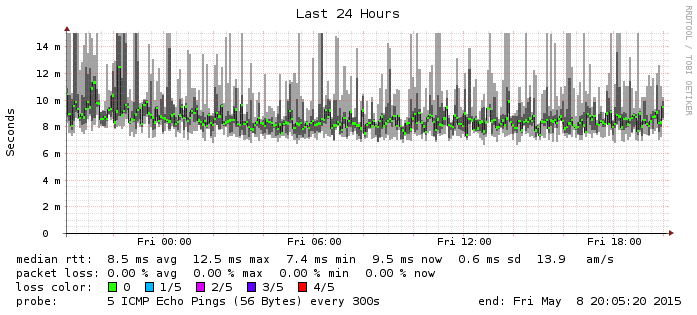 Last 24 Hours
RRDTOOL / TOBI OETIKER
Seconds
14 m
12 m
10 m
8 m
6 m
4 m
2 m
0
Fri 00:00 Fri 06:00 Fri 12:00 Fri 18:00
median rtt: 8.5 ms avg 12.5 ms max 7.4 ms min 9.5 ms now 0.6 ms sd 13.9 am/s
packet loss: 0.00 % avg 0.00 % max 0.00 % min 0.00 % now
loss color: 0 1/5 2/5 3/5 4/5
probe: 5 ICMP Echo Pings (56 Bytes) every 300s end: Fri May 8 20:05:20 2015